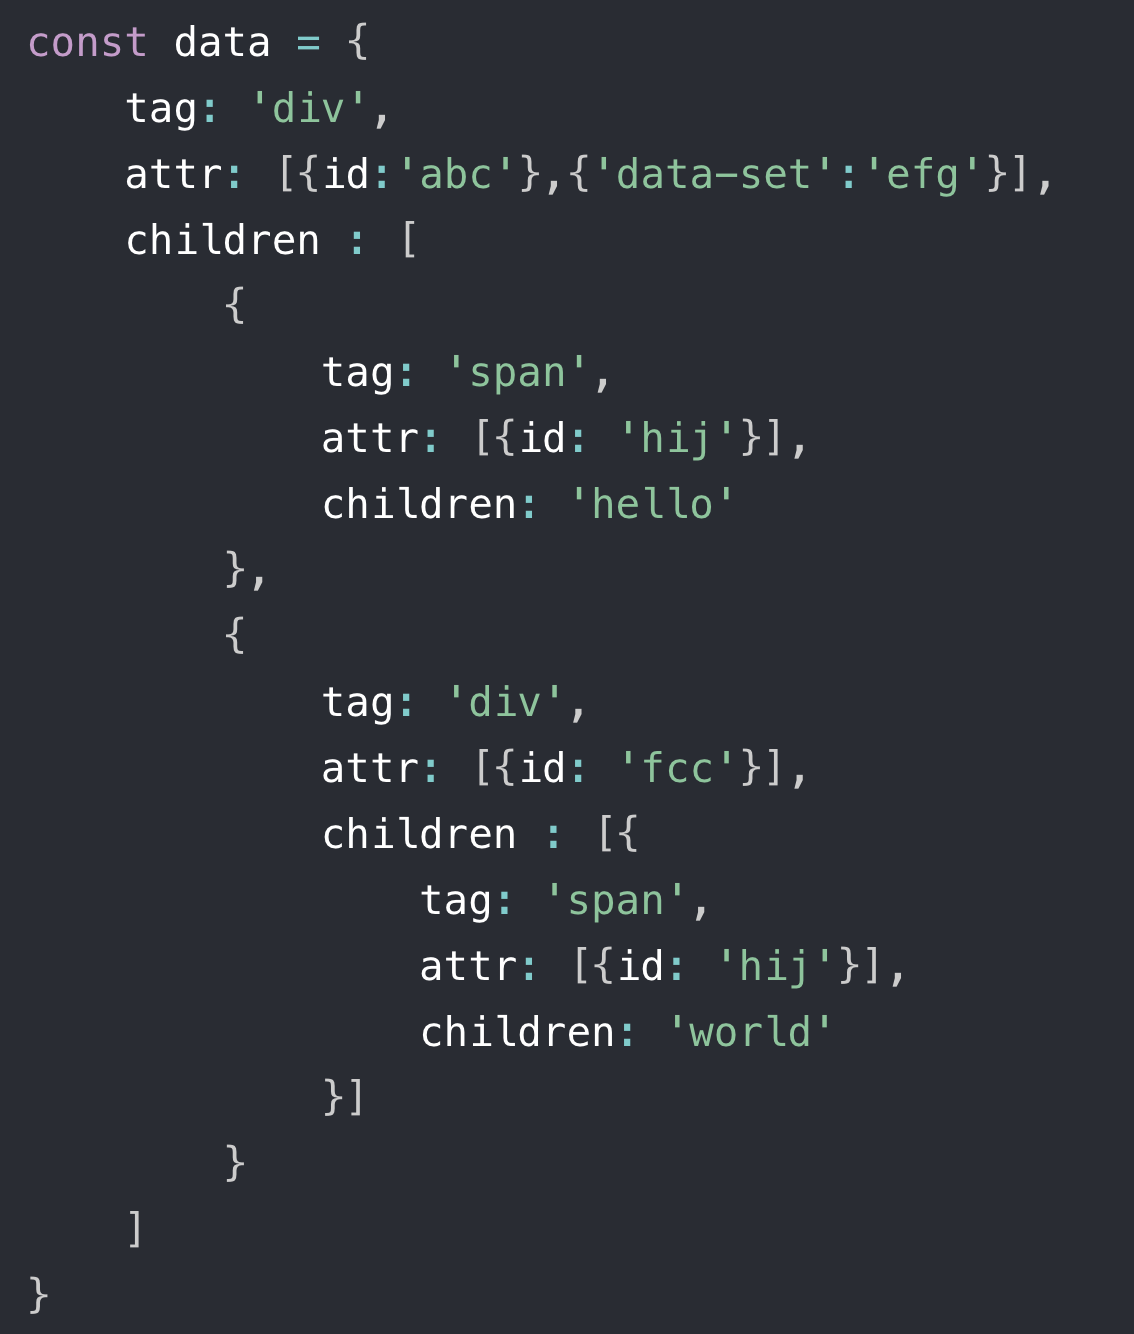 const data = {
    tag: 'div',
    attr: [{id:'abc'},{'data-set':'efg'}],
    children : [
        {
            tag: 'span',
            attr: [{id: 'hij'}],
            children: 'hello'
        },
        {
            tag: 'div',
            attr: [{id: 'fcc'}],
            children : [{
                tag: 'span',
                attr: [{id: 'hij'}],
                children: 'world'
            }]
        }
    ]
}